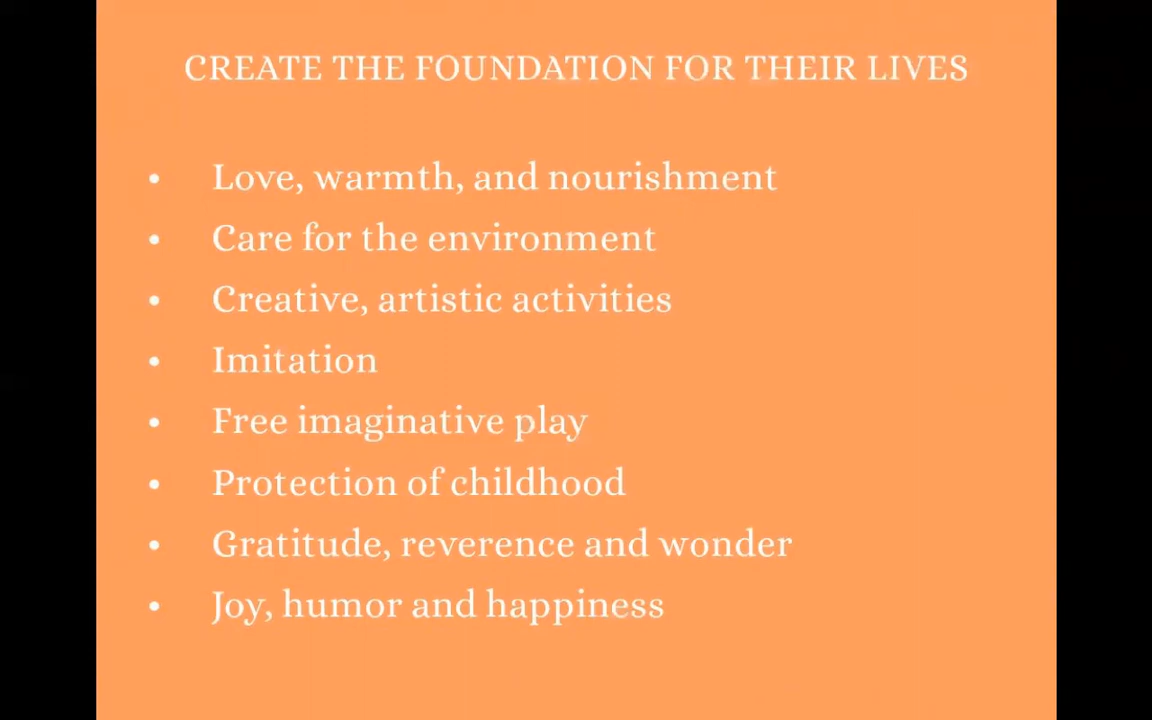 CREATE THE FOUNDATION FOR THEIR LIVES
• Love, warmth, and nourishment
• Care for the environment
• Creative, artistic activities
• Imitation
• Free imaginative play
• Protection of childhood
• Gratitude, reverence and wonder
• Joy, humor and happiness